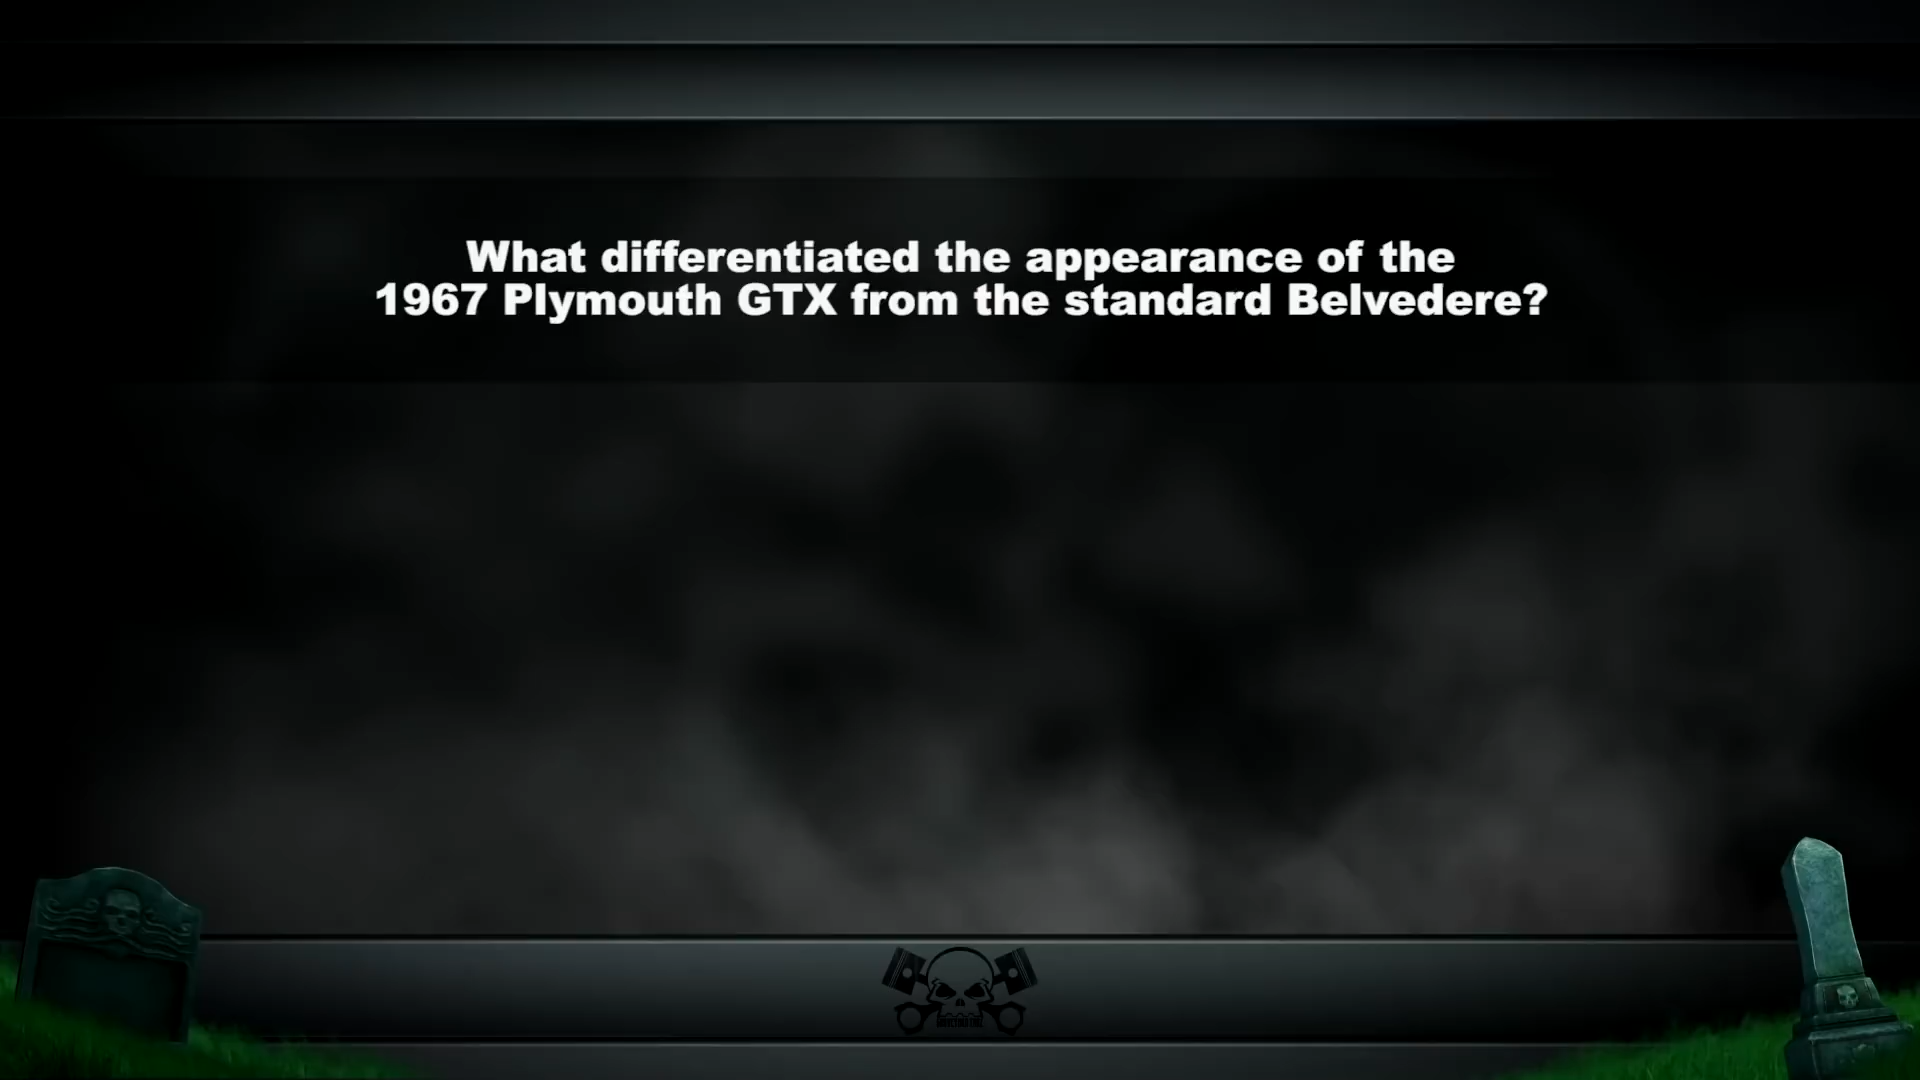 What differentiated the appearance of the
1967 Plymouth GTX from the standard Belvedere?